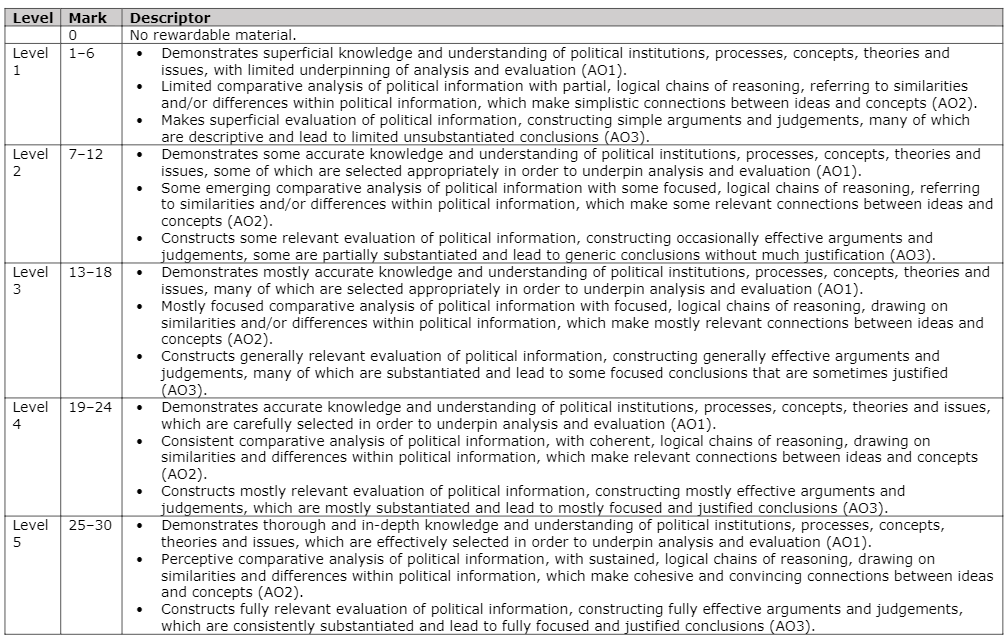 Level Mark Descriptor
0 No rewardable material.
Level 1–6 • Demonstrates superficial knowledge and understanding of political institutions, processes, concepts, theories and
1 issues, with limited underpinning of analysis and evaluation (AO1).
• Limited comparative analysis of political information with partial, logical chains of reasoning, referring to similarities
and/or differences within political information, which make simplistic connections between ideas and concepts (AO2).
• Makes superficial evaluation of political information, constructing simple arguments and judgements, many of which
are descriptive and lead to limited unsubstantiated conclusions (AO3).
Level 7–12 • Demonstrates some accurate knowledge and understanding of political institutions, processes, concepts, theories and
2 issues, some of which are selected appropriately in order to underpin analysis and evaluation (AO1).
• Some emerging comparative analysis of political information with some focused, logical chains of reasoning, referring
to similarities and/or differences within political information, which make some relevant connections between ideas and
concepts (AO2).
• Constructs some relevant evaluation of political information, constructing occasionally effective arguments and
judgements, some are partially substantiated and lead to generic conclusions without much justification (AO3).
Level 13–18 • Demonstrates mostly accurate knowledge and understanding of political institutions, processes, concepts, theories and
3 issues, many of which are selected appropriately in order to underpin analysis and evaluation (AO1).
• Mostly focused comparative analysis of political information with focused, logical chains of reasoning, drawing on
similarities and/or differences within political information, which make mostly relevant connections between ideas and
concepts (AO2).
• Constructs generally relevant evaluation of political information, constructing generally effective arguments and
judgements, many of which are substantiated and lead to some focused conclusions that are sometimes justified
(AO3).
Level 19–24 • Demonstrates accurate knowledge and understanding of political institutions, processes, concepts, theories and issues,
4 which are carefully selected in order to underpin analysis and evaluation (AO1).
• Consistent comparative analysis of political information, with coherent, logical chains of reasoning, drawing on
similarities and differences within political information, which make relevant connections between ideas and concepts
(AO2).
• Constructs mostly relevant evaluation of political information, constructing mostly effective arguments and
judgements, which are mostly substantiated and lead to mostly focused and justified conclusions (AO3).
Level 25–30 • Demonstrates thorough and in-depth knowledge and understanding of political institutions, processes, concepts,
5 theories and issues, which are effectively selected in order to underpin analysis and evaluation (AO1).
• Perceptive comparative analysis of political information, with sustained, logical chains of reasoning, drawing on
similarities and differences within political information, which make cohesive and convincing connections between ideas
and concepts (AO2).
• Constructs fully relevant evaluation of political information, constructing fully effective arguments and judgements,
which are consistently substantiated and lead to fully focused and justified conclusions (AO3).